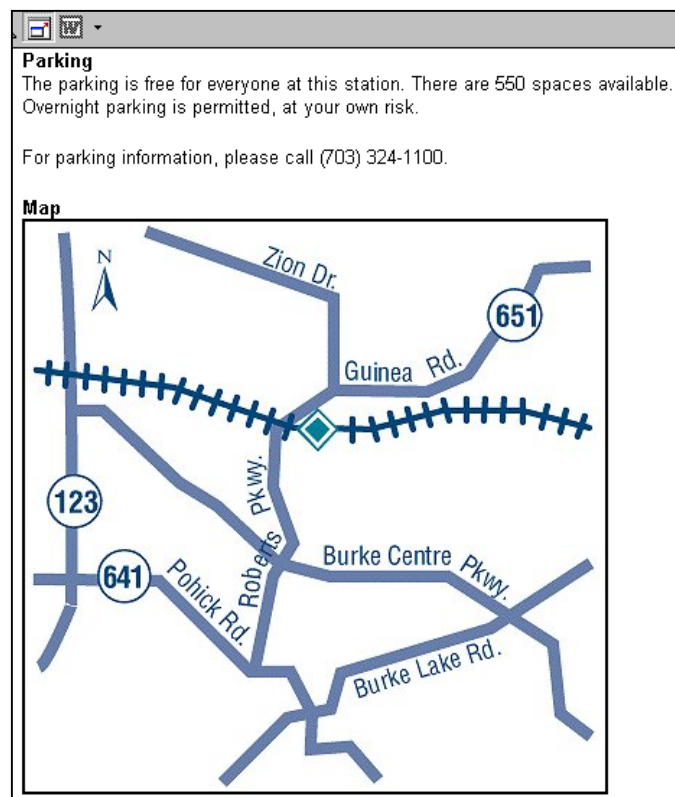 W
Parking
The parking is free for everyone at this station. There are 550 spaces available.
Overnight parking is permitted, at your own risk.
For parking information, please call (703) 324-1100.
Map
N
Zion Dr.
651
Guinea Rd.
123
Roberts Pkwy.
641
Pohick Rd.
Burke Centre Pkwy.
Burke Lake Rd.